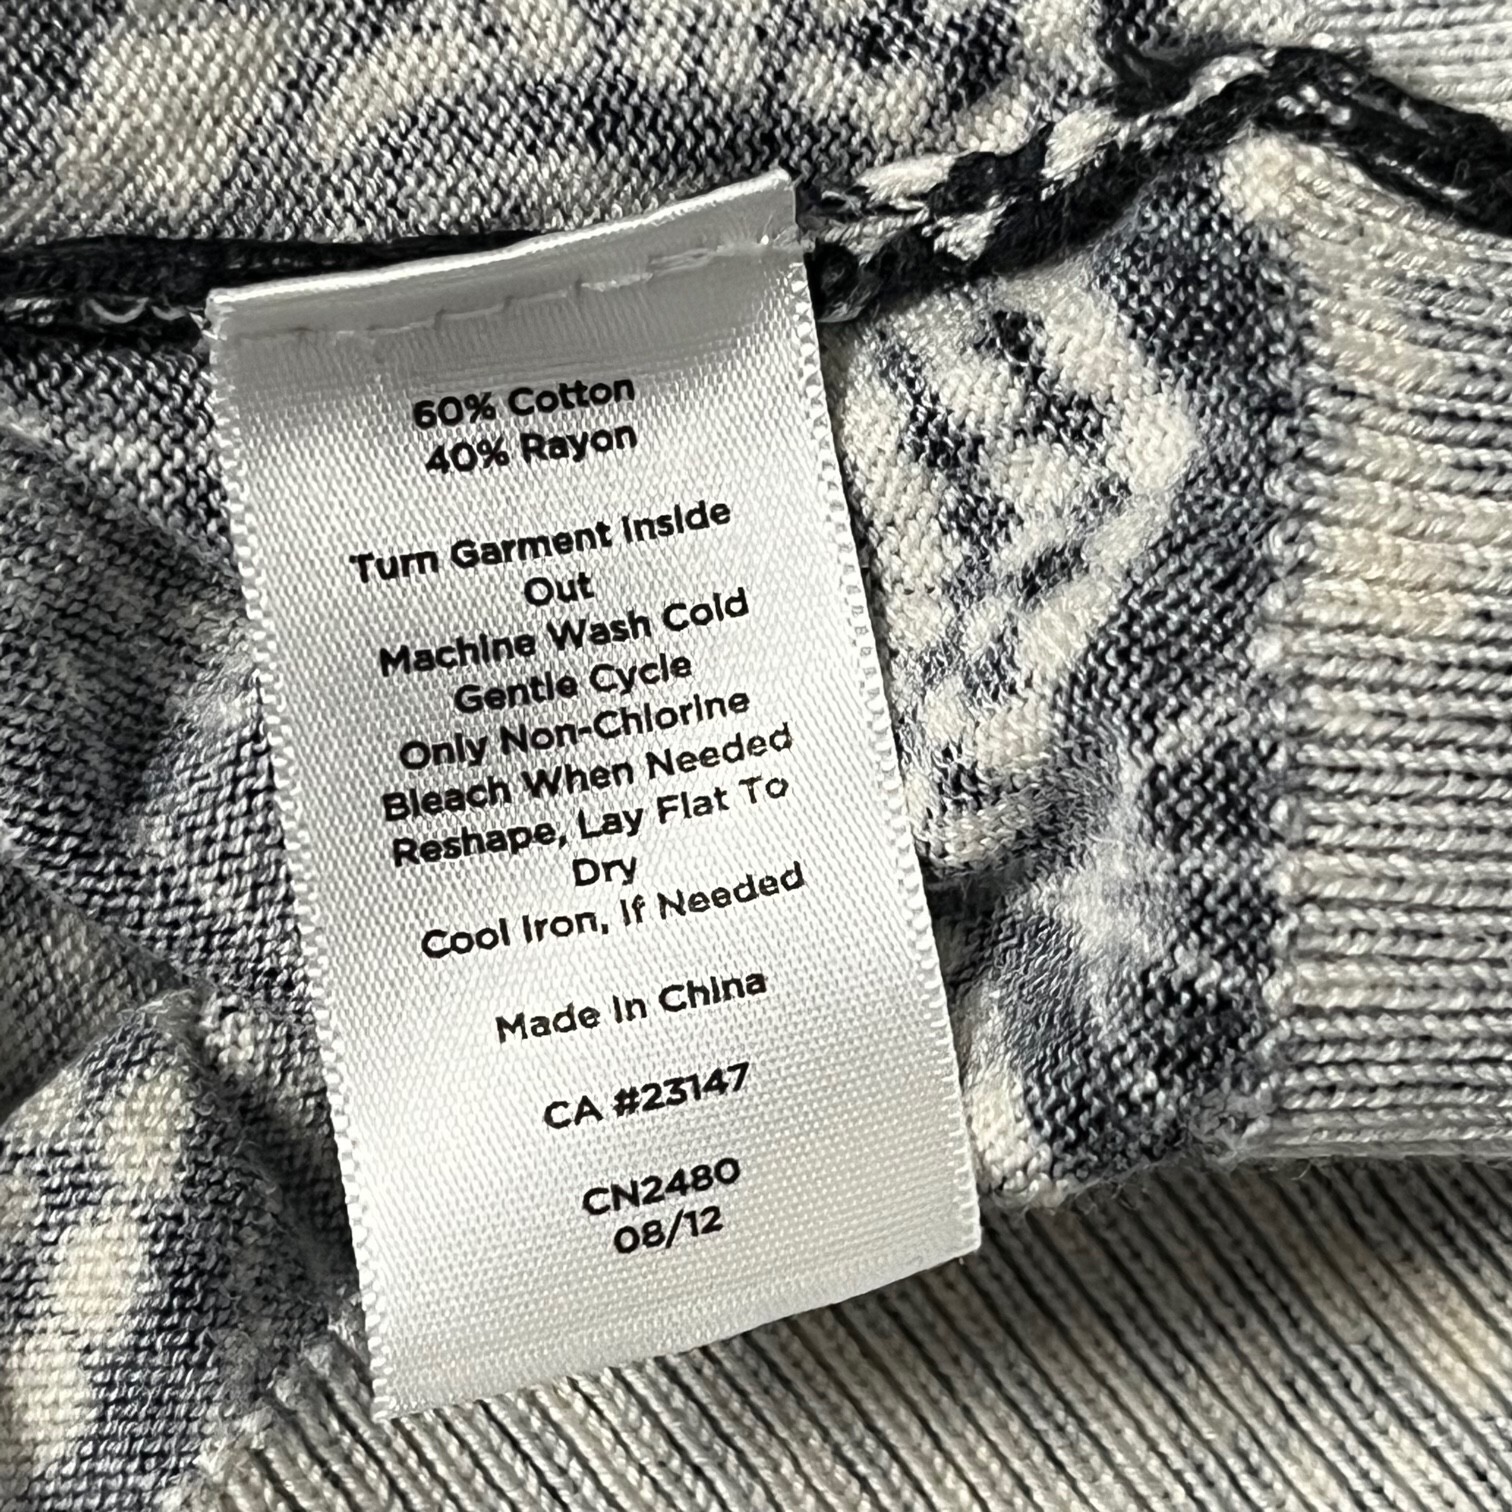 60% Cotton
40% Rayon
Turn Garment Inside
Out
Machine Wash Cold
Gentle Cycle
Only Non-Chlorine
Bleach When Needed
Reshape, Lay Flat To
Dry
Cool Iron, If Needed
Made In China
CA #23147
CN2480
08/12